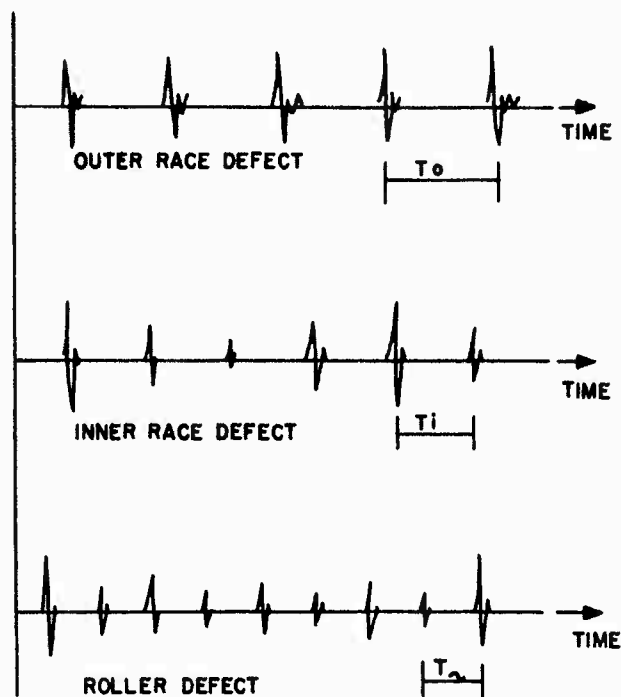 TIME
OUTER RACE DEFECT
To
TIME
INNER RACE DEFECT
Ti
TIME
ROLLER DEFECT